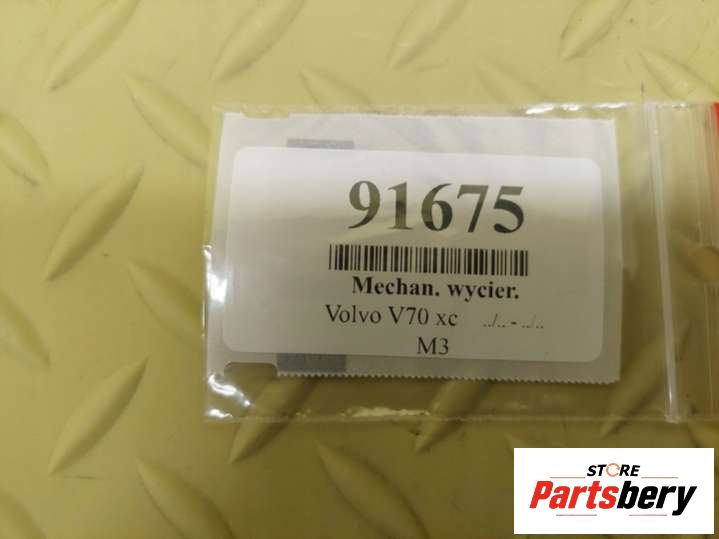 91675
Mechan. wycier.
Volvo V70 xc ../.. - ../..
M3
STORE
Partsbery